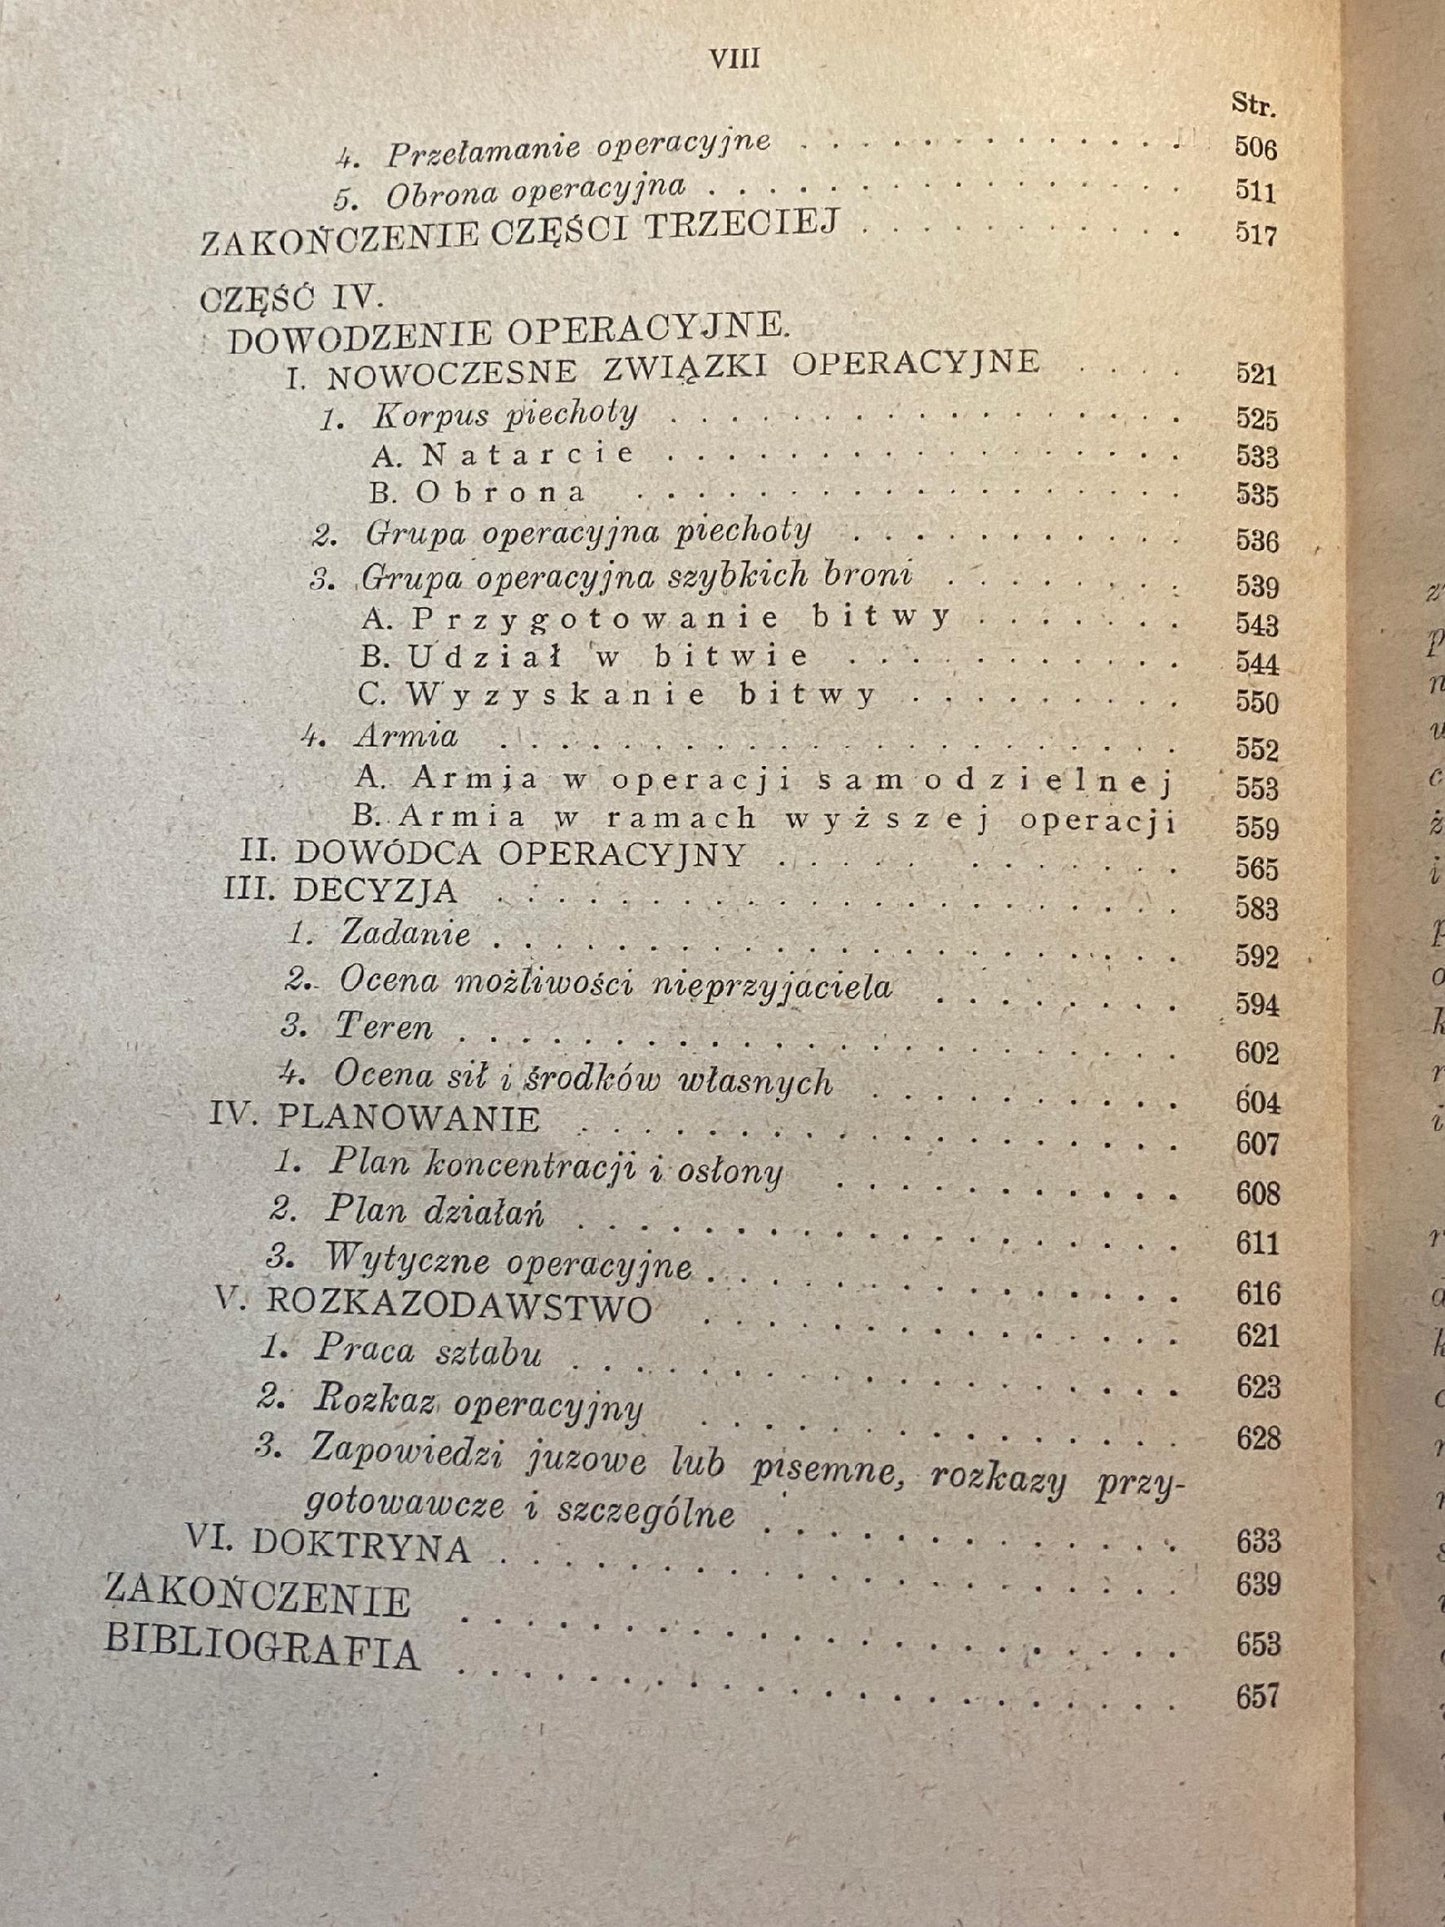 VIII
Str.
4. Przełamanie operacyjne . . . . . . . . . . . . . 506
5. Obrona operacyjna . . . . . . . . . . . . . . . . 511
ZAKOŃCZENIE CZĘŚCI TRZECIEJ . . . . . . . . . . . 517
CZĘŚĆ IV.
DOWODZENIE OPERACYJNE.
I. NOWOCZESNE ZWIĄZKI OPERACYJNE . . . . 521
1. Korpus piechoty . . . . . . . . . . . . . . . . . 525
A. Natarcie . . . . . . . . . . . . . . . . . 533
B. Obrona . . . . . . . . . . . . . . . . . . 535
2. Grupa operacyjna piechoty . . . . . . . . . . . 536
3. Grupa operacyjna szybkich broni . . . . . . . . 539
A. Przygotowanie bitwy . . . . . . . 543
B. Udział w bitwie . . . . . . . . . . . 544
C. Wyzyskanie bitwy . . . . . . . . . 550
4. Armia . . . . . . . . . . . . . . . . . . . . . . 552
A. Armja w operacji samodzielnej 553
B. Armia w ramach wyższej operacji 559
II. DOWÓDCA OPERACYJNY . . . . . . . . . . . . 565
III. DECYZJA . . . . . . . . . . . . . . . . . . . . . . 583
1. Zadanie . . . . . . . . . . . . . . . . . . . . . . 592
2. Ocena możliwości nieprzyjaciela . . . . . . . . 594
3. Teren . . . . . . . . . . . . . . . . . . . . . . . 602
4. Ocena sił i środków własnych . . . . . . . . . . 604
IV. PLANOWANIE . . . . . . . . . . . . . . . . . . . 607
1. Plan koncentracji i osłony . . . . . . . . . . . 608
2. Plan działań . . . . . . . . . . . . . . . . . . . 611
3. Wytyczne operacyjne . . . . . . . . . . . . . . . 616
V. ROZKAZODAWSTWO . . . . . . . . . . . . . . . 621
1. Praca sztabu . . . . . . . . . . . . . . . . . . . 623
2. Rozkaz operacyjny . . . . . . . . . . . . . . . 628
3. Zapowiedzi juzowe lub pisemne, rozkazy przy-
gotowawcze i szczególne . . . . . . . . . . . . . 633
VI. DOKTRYNA . . . . . . . . . . . . . . . . . . . . . 639
ZAKOŃCZENIE . . . . . . . . . . . . . . . . . . . . . . 653
BIBLIOGRAFIA . . . . . . . . . . . . . . . . . . . . . . 657